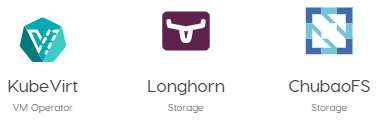 KubeVirt
VM Operator
Longhorn
Storage
ChubaoFS
Storage